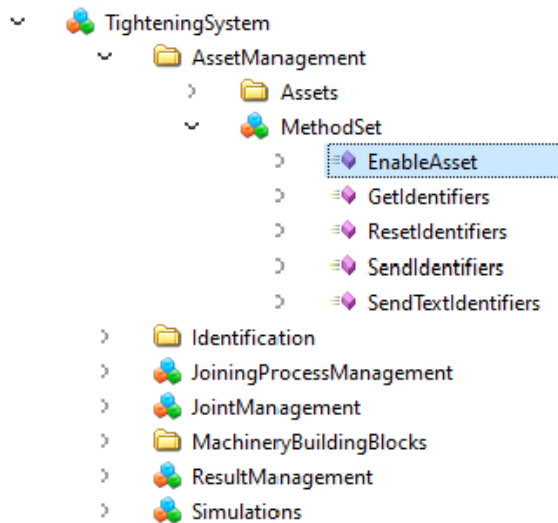 TighteningSystem
AssetManagement
Assets
MethodSet
EnableAsset
GetIdentifiers
ResetIdentifiers
SendIdentifiers
SendTextIdentifiers
Identification
JoiningProcessManagement
JointManagement
MachineryBuildingBlocks
ResultManagement
Simulations